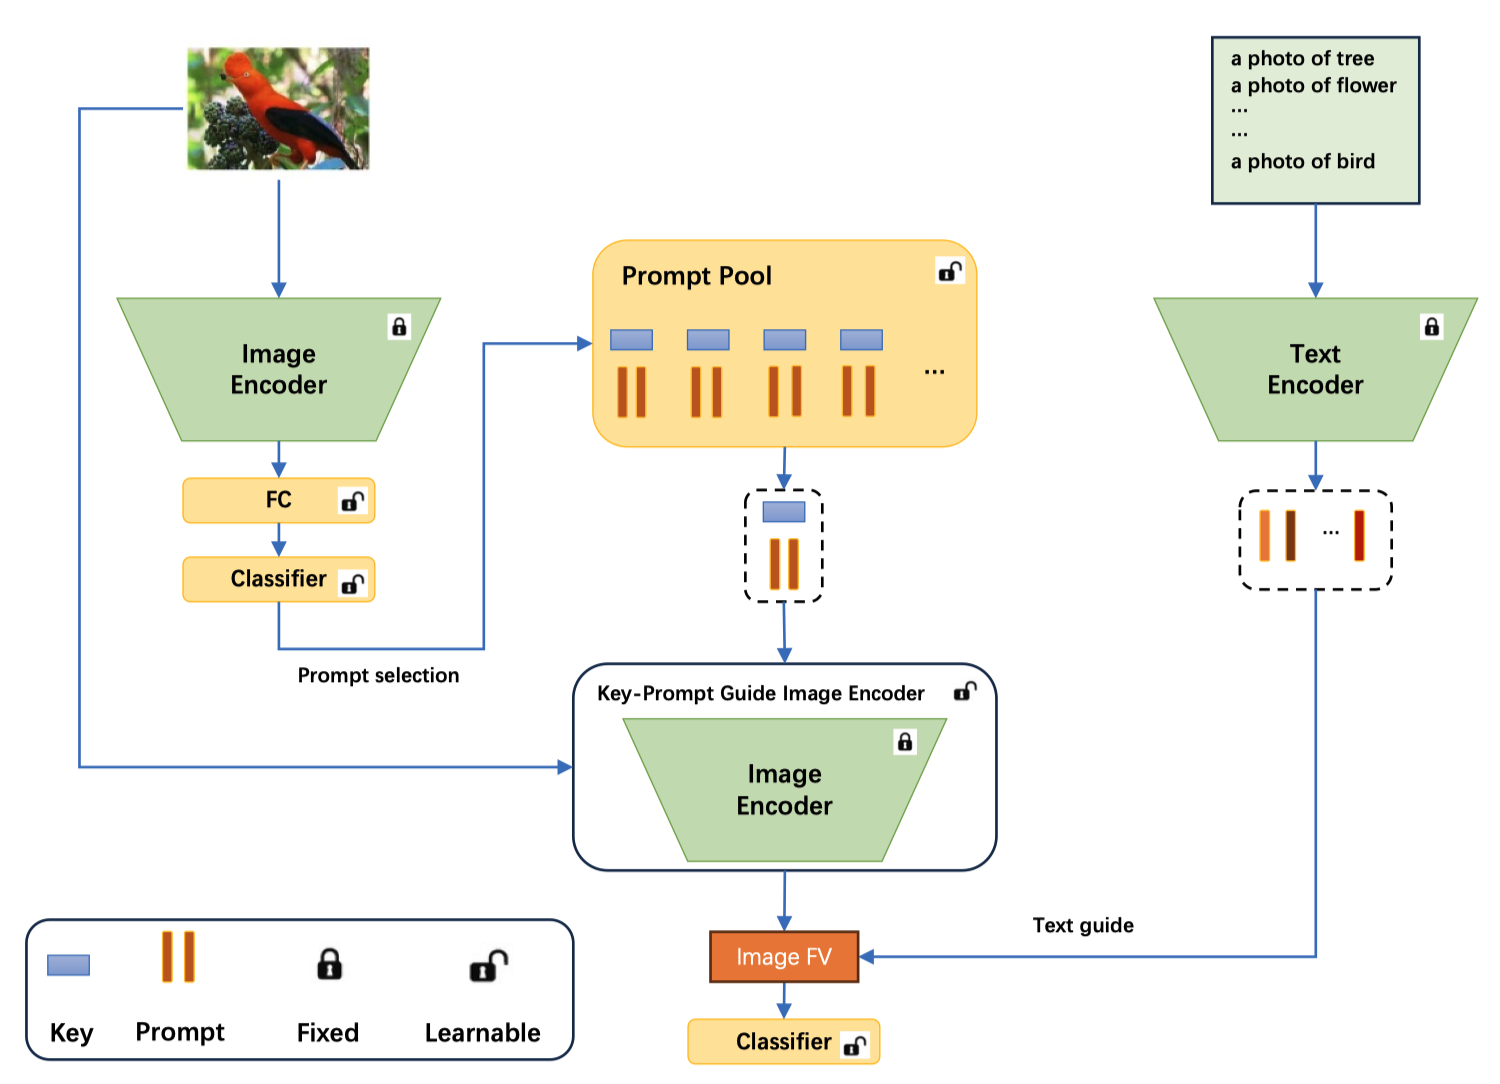 a photo of tree
a photo of flower
...
...
a photo of bird
Prompt Pool
...
Image
Encoder
Text
Encoder
FC
Classifier
...
Prompt selection
Key-Prompt Guide Image Encoder
Image
Encoder
Text guide
Image FV
Classifier
Key
Prompt
Fixed
Learnable